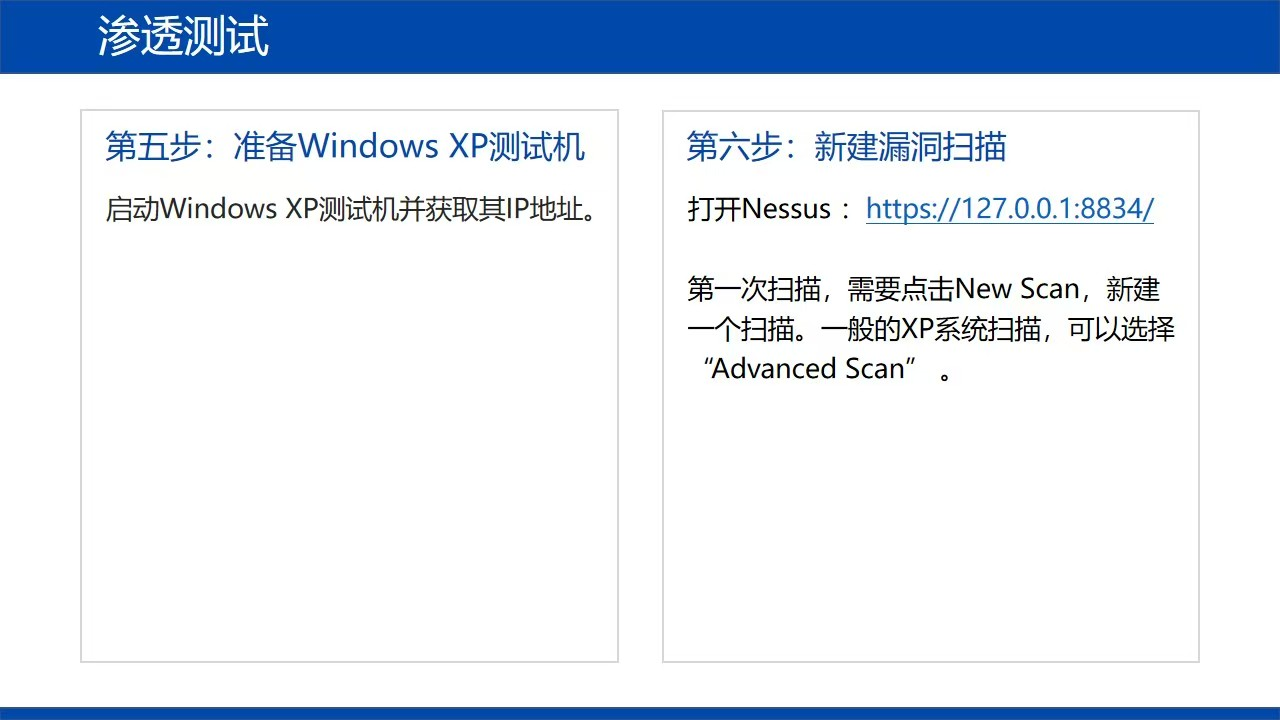 渗透测试
第五步：准备Windows XP测试机
启动Windows XP测试机并获取其IP地址。
第六步：新建漏洞扫描
打开Nessus ：https://127.0.0.1:8834/
第一次扫描，需要点击New Scan，新建
一个扫描。一般的XP系统扫描，可以选择
“Advanced Scan” 。